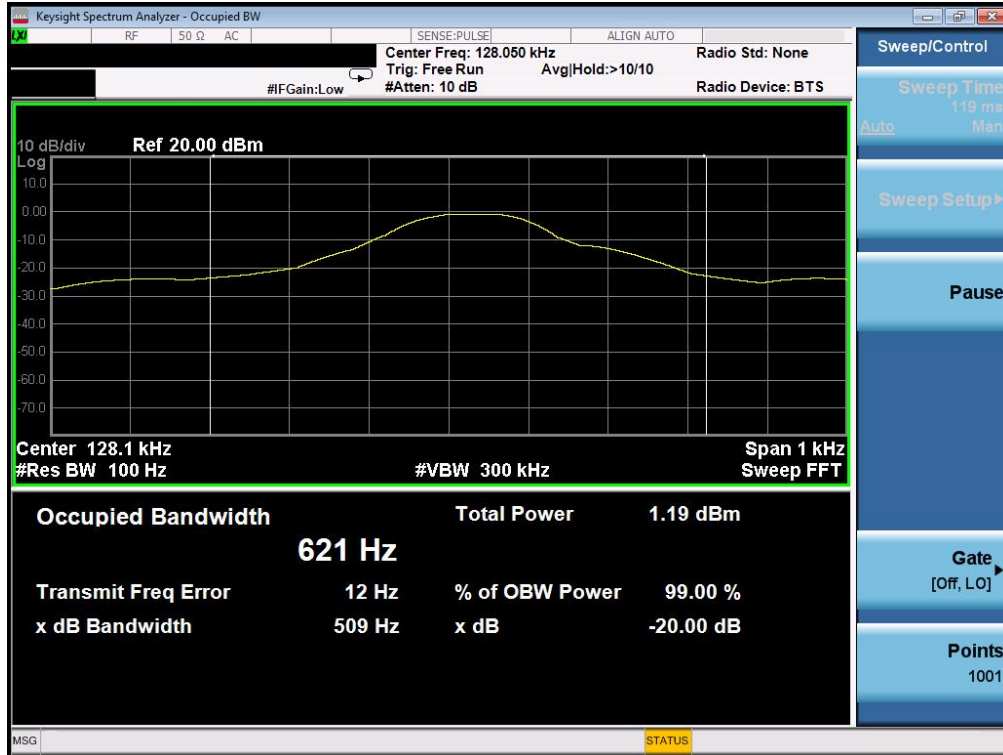 Keysight Spectrum Analyzer - Occupied BW
LXI RF 50 Ω AC SENSE:PULSE ALIGN AUTO
Center Freq: 128.050 kHz Radio Std: None
Trig: Free Run Avg|Hold:>10/10
#IFGain:Low #Atten: 10 dB Radio Device: BTS
10 dB/div Ref 20.00 dBm
Log
10.0
0.00
-10.0
-20.0
-30.0
-40.0
-50.0
-60.0
-70.0
Center 128.1 kHz Span 1 kHz
#Res BW 100 Hz #VBW 300 kHz Sweep FFT
Occupied Bandwidth Total Power 1.19 dBm
621 Hz
Transmit Freq Error 12 Hz % of OBW Power 99.00 %
x dB Bandwidth 509 Hz x dB -20.00 dB
Sweep/Control
Sweep Time
119 ms
Auto Man
Sweep Setup
Pause
Gate
[Off, LO]
Points
1001
MSG STATUS